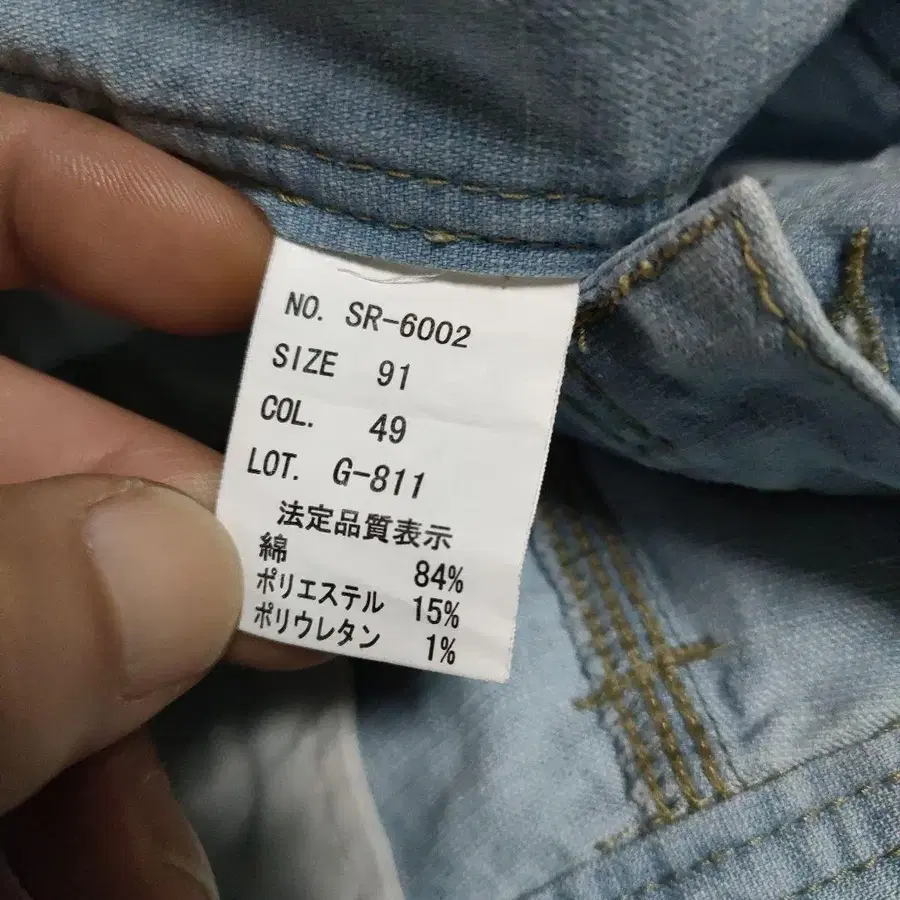 NO. SR-6002
SIZE 91
COL. 49
LOT. G-811
法定品質表示
綿 84%
ポリエステル 15%
ポリウレタン 1%